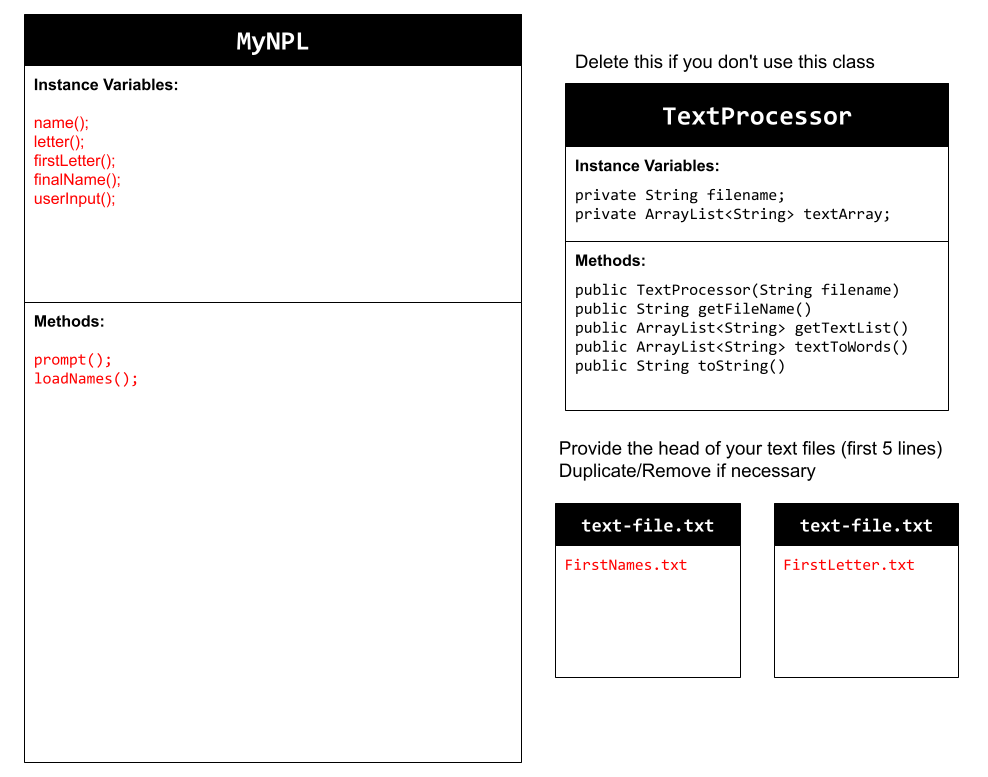 MyNPL
Instance Variables:
name();
letter();
firstLetter();
finalName();
userInput();
Methods:
prompt();
loadNames();
Delete this if you don't use this class
TextProcessor
Instance Variables:
private String filename;
private ArrayList<String> textArray;
Methods:
public TextProcessor(String filename)
public String getFileName()
public ArrayList<String> getTextList()
public ArrayList<String> textToWords()
public String toString()
Provide the head of your text files (first 5 lines)
Duplicate/Remove if necessary
text-file.txt
FirstNames.txt
text-file.txt
FirstLetter.txt